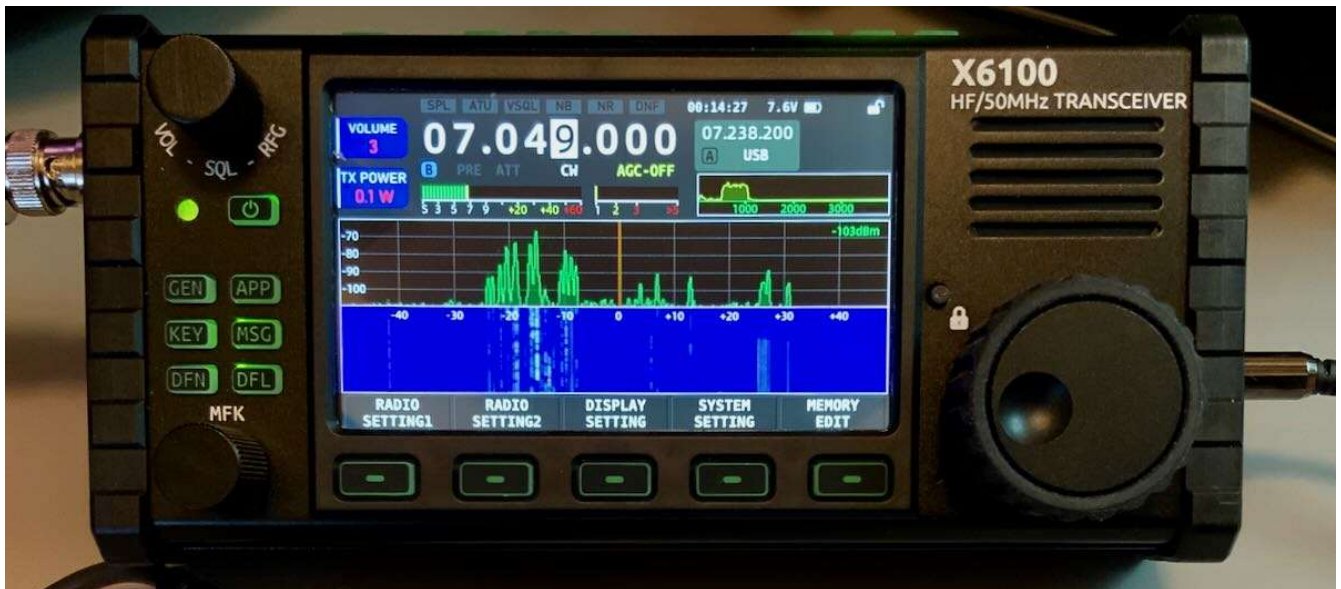 X6100
HF/50MHz TRANSCEIVER
VOL - SQL - RFG
SPL ATU VSQL NB NR DNF 00:14:27 7.6V
VOLUME
3
07.049.000
07.238.200
A USB
B PRE ATT CW AGC-OFF
TX POWER
0.1 W
S 3 5 7 9 +20 +40 +60 1 2 3 >5
1000 2000 3000
-103dBm
-70
-80
-90
-100
-40 -30 -20 -10 0 +10 +20 +30 +40
GEN APP
KEY MSG
DFN DFL
MFK
RADIO SETTING1
RADIO SETTING2
DISPLAY SETTING
SYSTEM SETTING
MEMORY EDIT